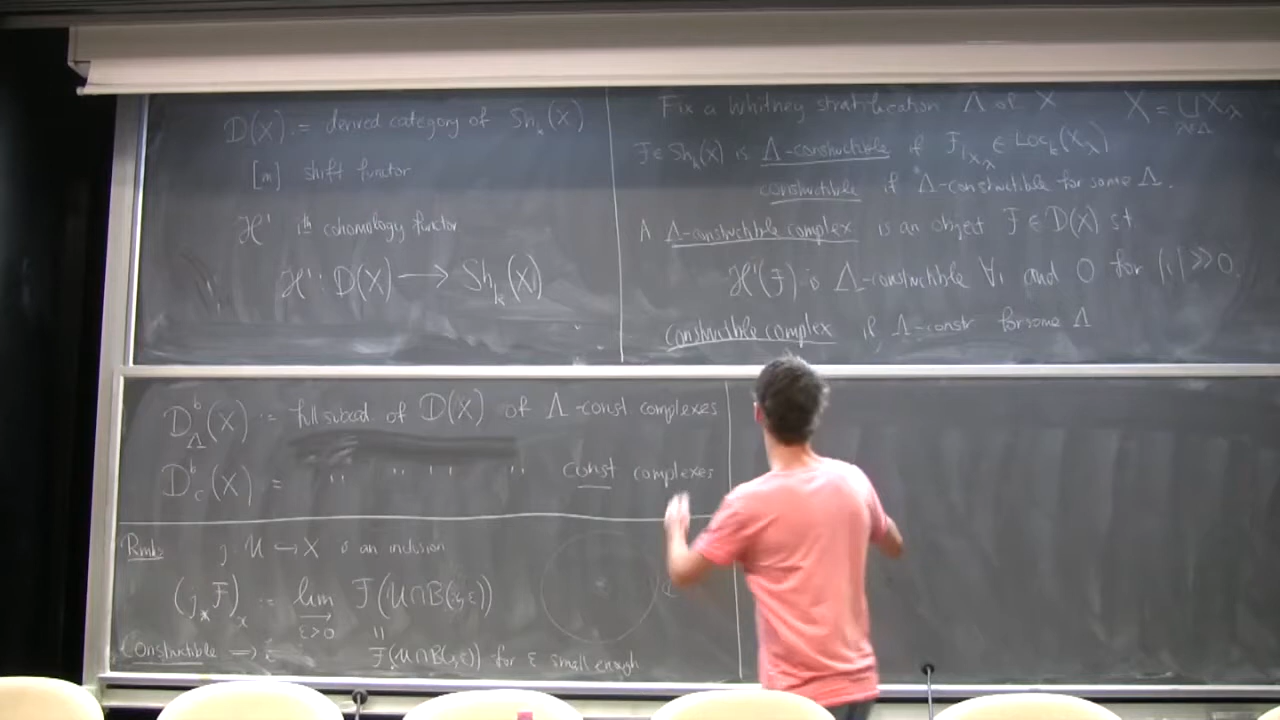 D(X) := derived category of Sh_k(X)
[m] shift functor
ℋ^i ith cohomology functor
ℋ^i : D(X) → Sh_k(X)
Fix a Whitney stratification Λ of X X = ⊔ X_λ
λ∈Λ
F ∈ Sh_k(X) is Λ-constructible if F|_{X_λ} ∈ Loc_k(X_λ)
constructible if Λ-constructible for some Λ.
A Λ-constructible complex is an object F ∈ D(X) st
ℋ^i(F) is Λ-constructible ∀i and 0 for |i| ≫ 0.
constructible complex if Λ-constr for some Λ
D^b_Λ(X) := full subcat of D(X) of Λ-const. complexes
D^b_c(X) = " " " " const complexes
Rmk: j: U ↪ X is an inclusion
(j_* F)_x := lim F(U∩B(x,ε))
→
ε>0
=
Constructible ⟹ F(U∩B(x,ε)) for ε small enough